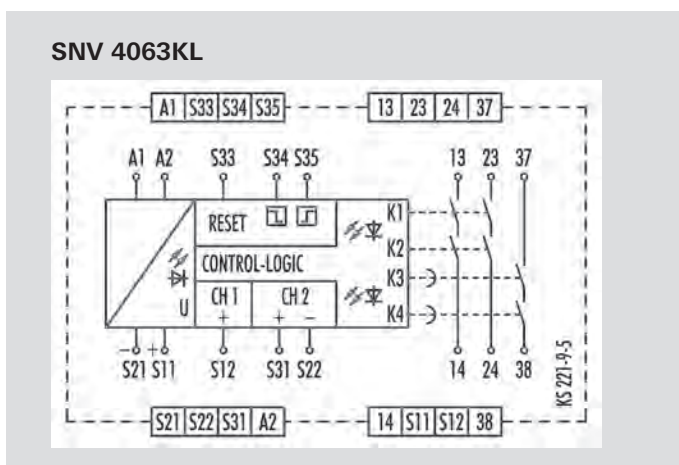 SNV 4063KL
A1 S33 S34 S35 13 23 24 37
A1 A2 S33 S34 S35 13 23 37
RESET K1
K2
CONTROL-LOGIC K3
U CH 1 CH 2 K4
+ + −
− +
S21 S11 S12 S31 S22 14 24 38
KS 221-9-5
S21 S22 S31 A2 14 S11 S12 38